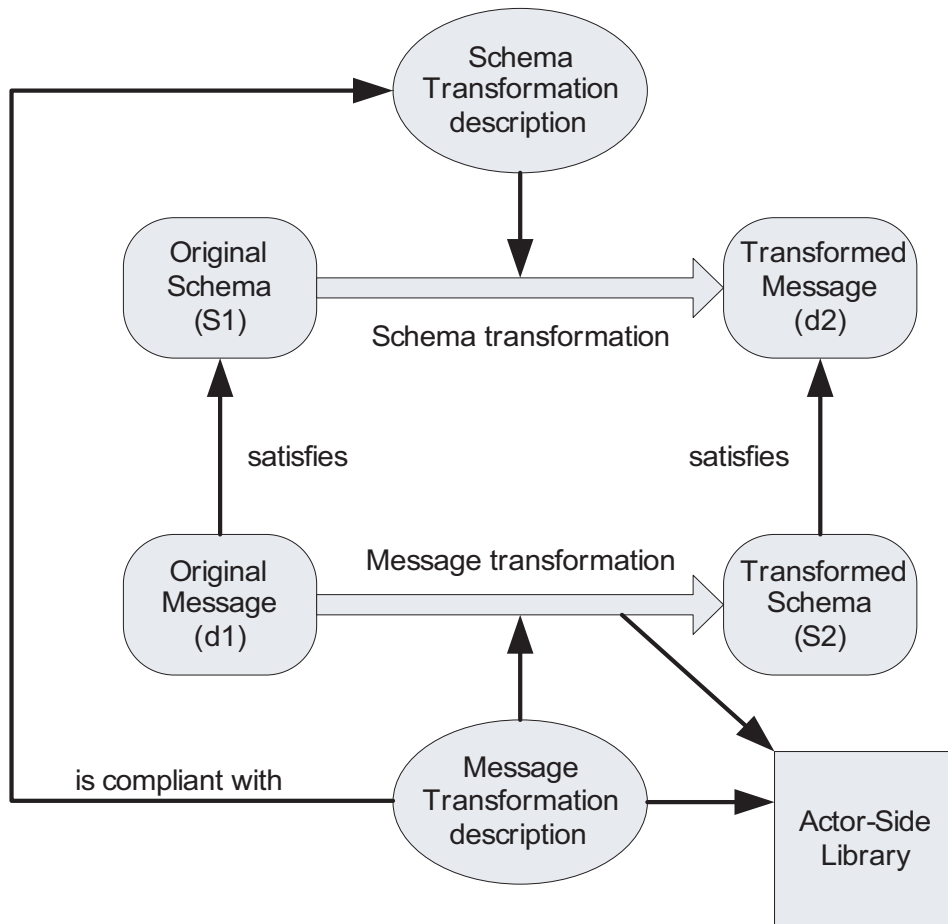 Schema
Transformation
description
Original
Schema
(S1)
Transformed
Message
(d2)
Schema transformation
satisfies
satisfies
Original
Message
(d1)
Message transformation
Transformed
Schema
(S2)
is compliant with
Message
Transformation
description
Actor-Side
Library